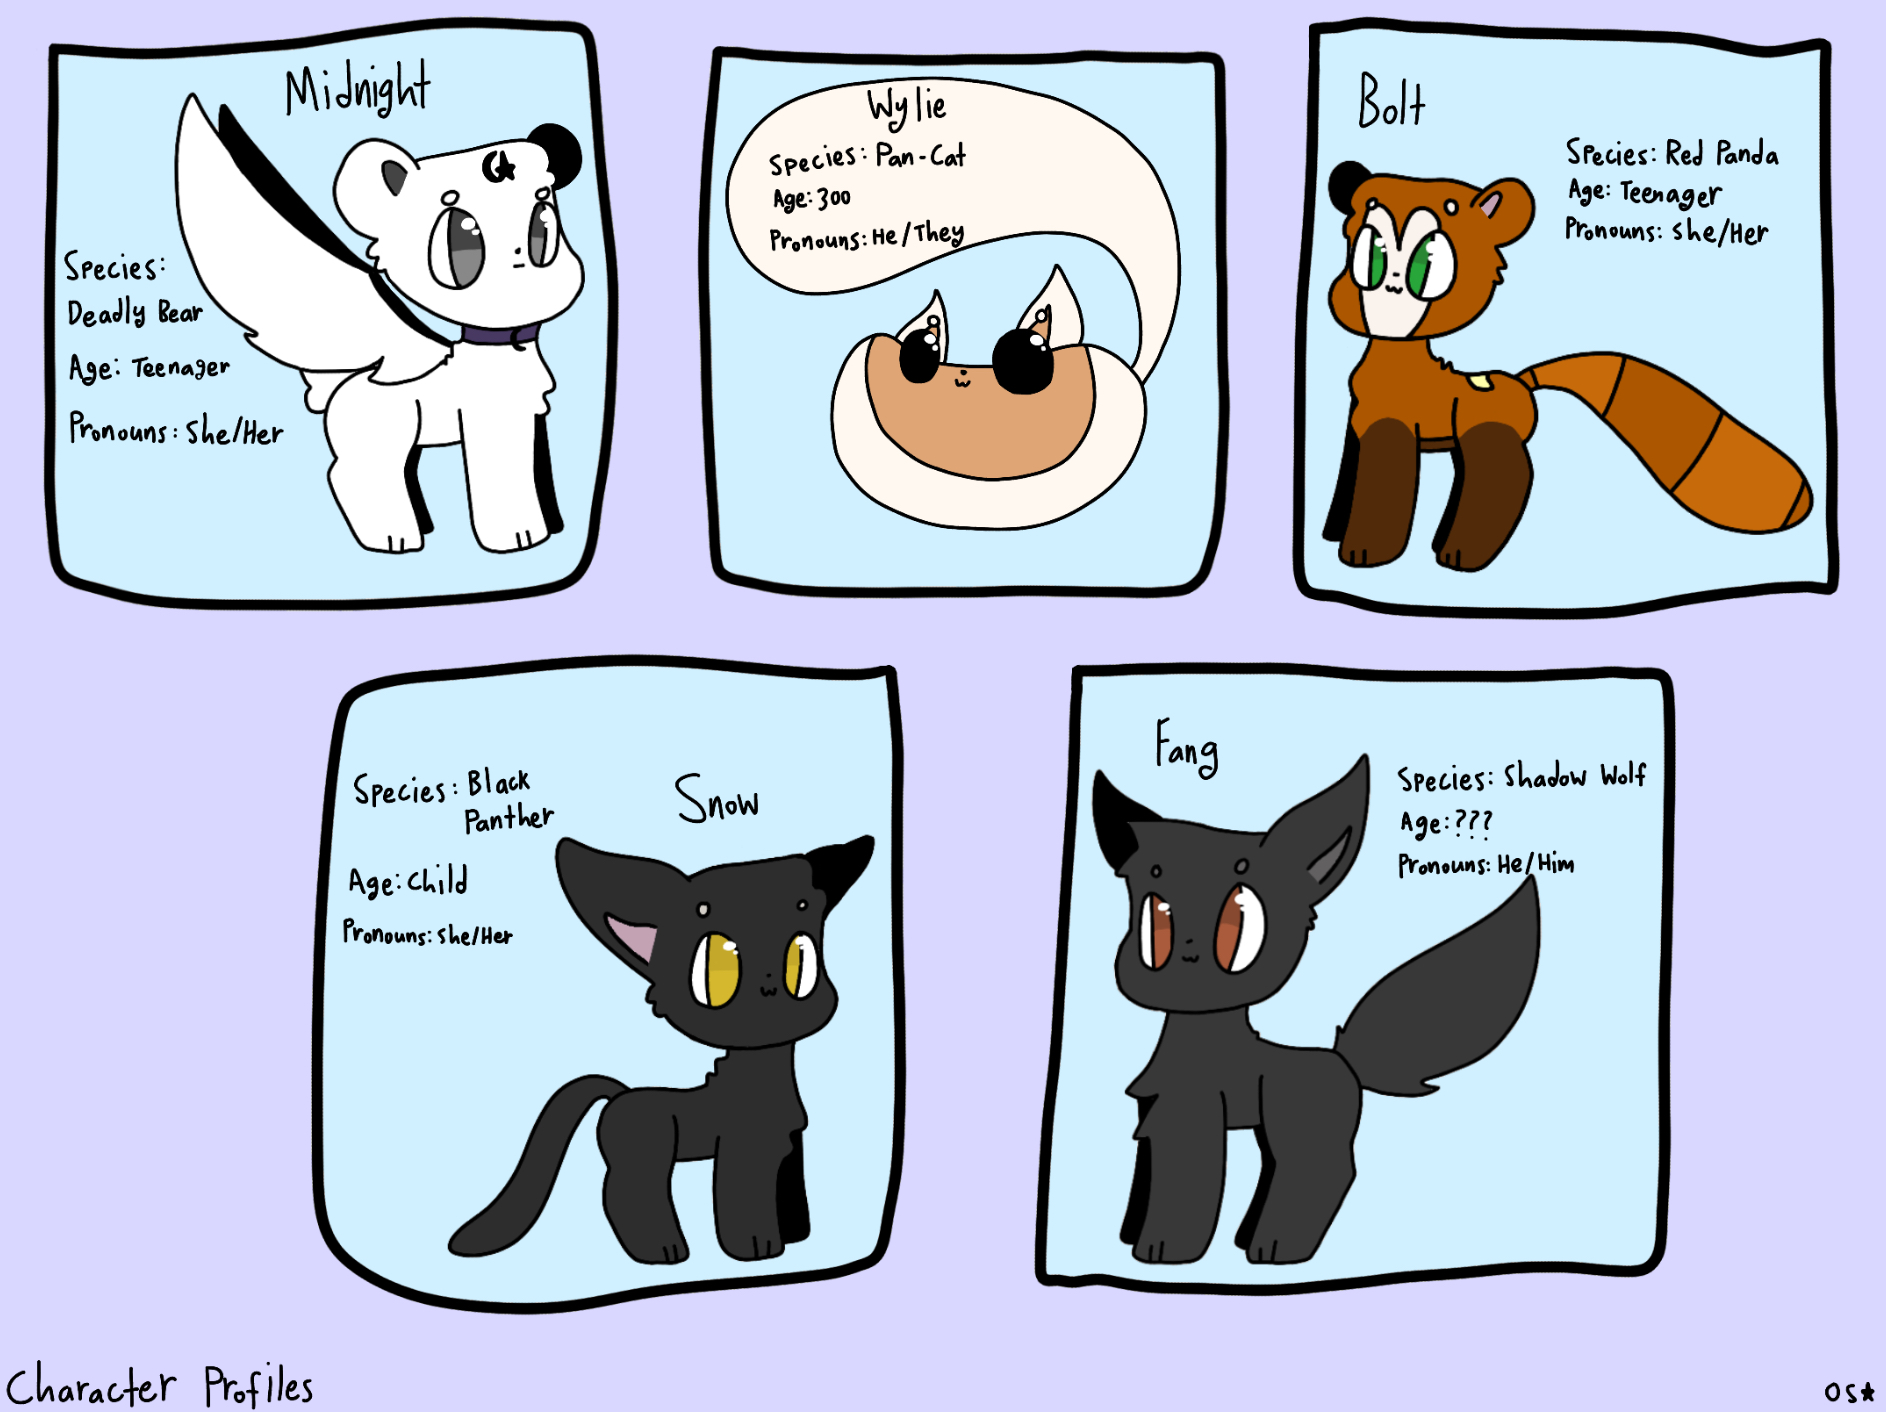 Midnight
Species:
Deadly Bear
Age: Teenager
Pronouns: She/Her
Wylie
Species: Pan-Cat
Age: 300
Pronouns: He/They
Bolt
Species: Red Panda
Age: Teenager
Pronouns: She/Her
Snow
Species: Black
Panther
Age: Child
Pronouns: She/Her
Fang
Species: Shadow Wolf
Age: ???
Pronouns: He/Him
Character Profiles
OS★